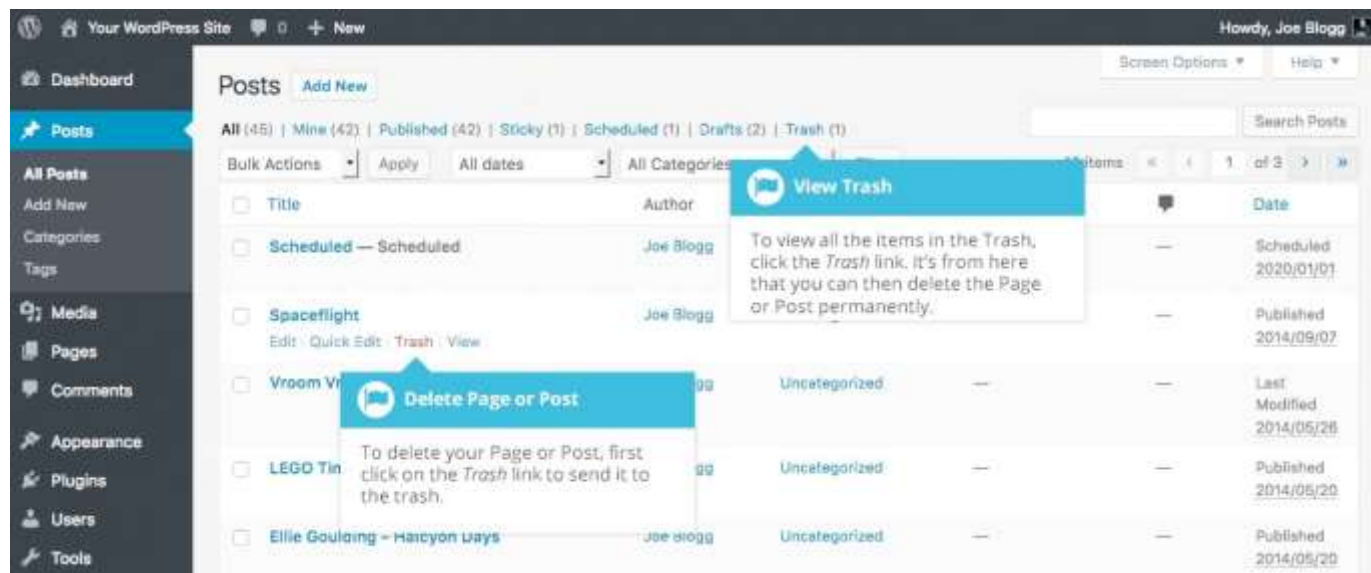 Your WordPress Site 0 + New Howdy, Joe Blogg
Dashboard
Posts
All Posts
Add New
Categories
Tags
Media
Pages
Comments
Appearance
Plugins
Users
Tools
Screen Options Help
Posts Add New
All (45) | Mine (42) | Published (42) | Sticky (1) | Scheduled (1) | Drafts (2) | Trash (1)
Search Posts
Bulk Actions Apply All dates All Categories items « ‹ 1 of 3 › »
Title Author Date
Scheduled — Scheduled Joe Blogg — Scheduled
2020/01/01
Spaceflight Joe Blogg — Published
Edit | Quick Edit | Trash | View 2014/09/07
Vroom Uncategorized — — Last
Modified
2014/05/26
LEGO Uncategorized — — Published
2014/05/20
Ellie Goulding – Halcyon Days Joe Blogg Uncategorized — — Published
2014/05/20
View Trash
To view all the items in the Trash,
click the Trash link. It's from here
that you can then delete the Page
or Post permanently.
Delete Page or Post
To delete your Page or Post, first
click on the Trash link to send it to
the trash.